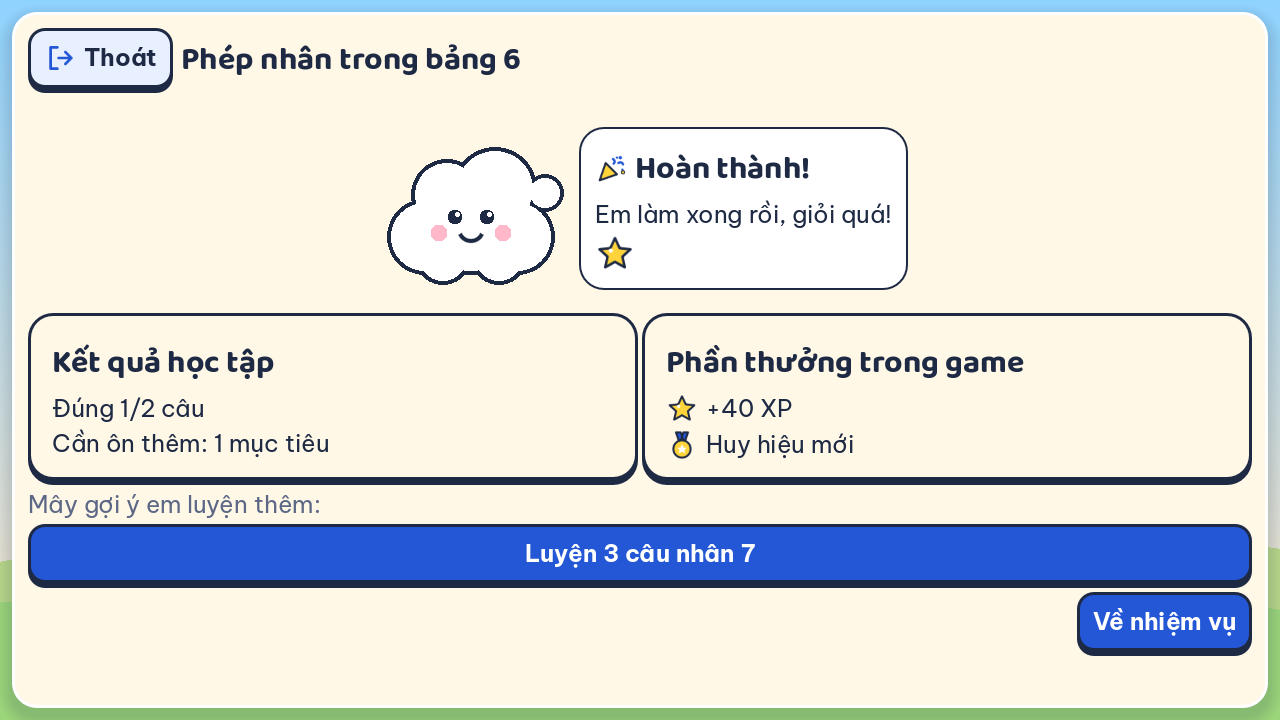 Thoát
Phép nhân trong bảng 6
Hoàn thành!
Em làm xong rồi, giỏi quá!
Kết quả học tập
Đúng 1/2 câu
Cần ôn thêm: 1 mục tiêu
Phần thưởng trong game
+40 XP
Huy hiệu mới
Mây gợi ý em luyện thêm:
Luyện 3 câu nhân 7
Về nhiệm vụ